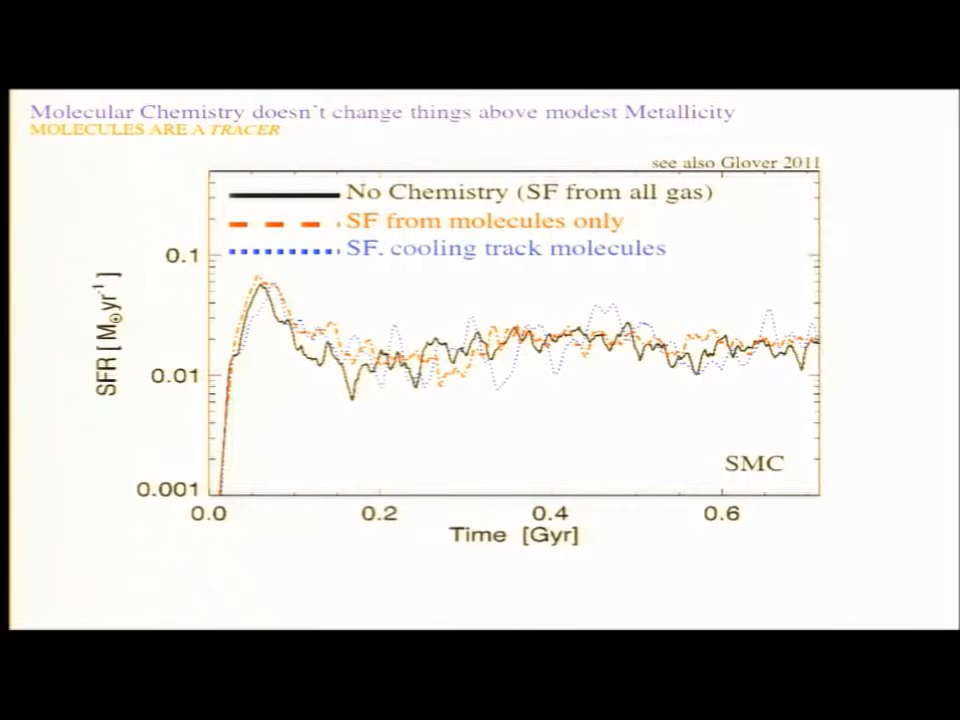 Molecular Chemistry doesn't change things above modest Metallicity
MOLECULES ARE A TRACER
see also Glover 2011
No Chemistry (SF from all gas)
SF from molecules only
SF. cooling track molecules
0.1
0.01
0.001
SFR [M⊙yr⁻¹]
SMC
0.0 0.2 0.4 0.6
Time [Gyr]